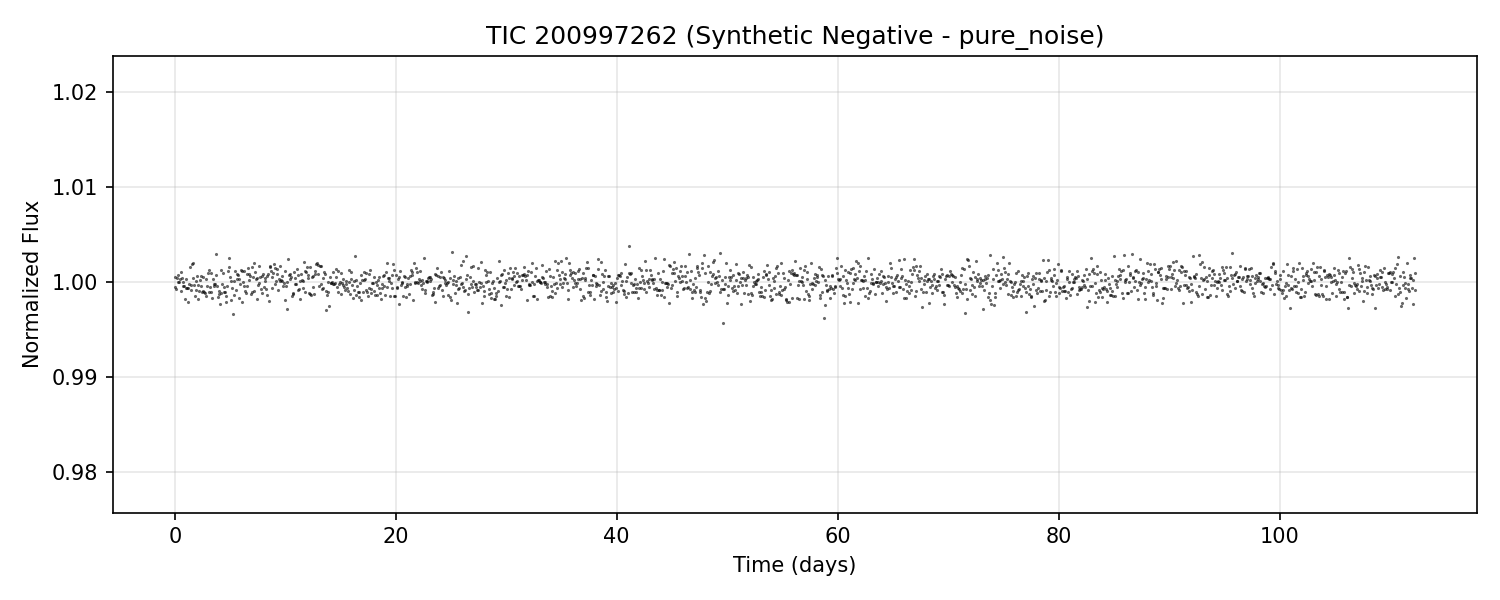 TIC 200997262 (Synthetic Negative - pure_noise)
1.02
1.01
1.00
0.99
0.98
Normalized Flux
0 20 40 60 80 100
Time (days)